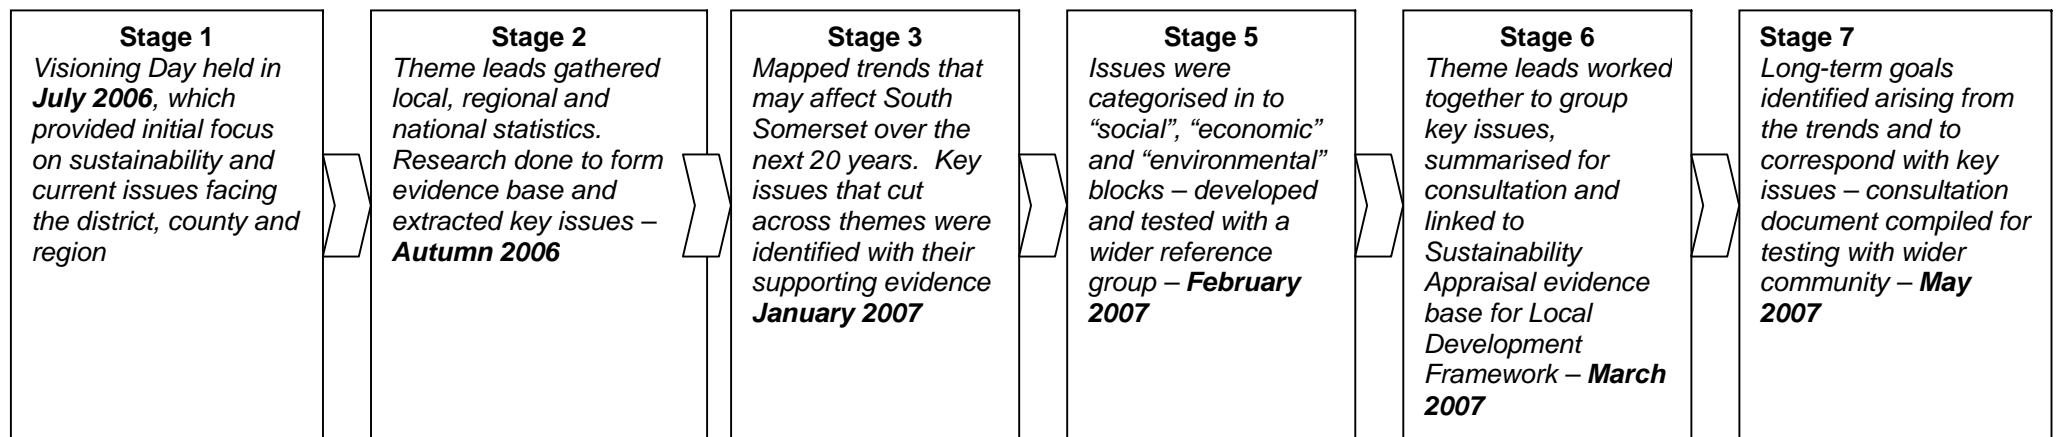 Stage 1
Visioning Day held in
July 2006, which
provided initial focus
on sustainability and
current issues facing
the district, county and
region
Stage 2
Theme leads gathered
local, regional and
national statistics.
Research done to form
evidence base and
extracted key issues –
Autumn 2006
Stage 3
Mapped trends that
may affect South
Somerset over the
next 20 years.  Key
issues that cut
across themes were
identified with their
supporting evidence
January 2007
Stage 5
Issues were
categorised in to
“social”, “economic”
and “environmental”
blocks – developed
and tested with a
wider reference
group – February
2007
Stage 6
Theme leads worked
together to group
key issues,
summarised for
consultation and
linked to
Sustainability
Appraisal evidence
base for Local
Development
Framework – March
2007
Stage 7
Long-term goals
identified arising from
the trends and to
correspond with key
issues – consultation
document compiled for
testing with wider
community – May
2007